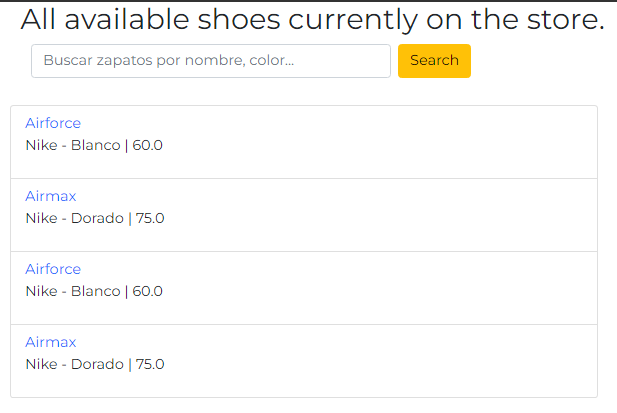 All available shoes currently on the store.
Buscar zapatos por nombre, color... Search
Airforce
Nike - Blanco | 60.0
Airmax
Nike - Dorado | 75.0
Airforce
Nike - Blanco | 60.0
Airmax
Nike - Dorado | 75.0